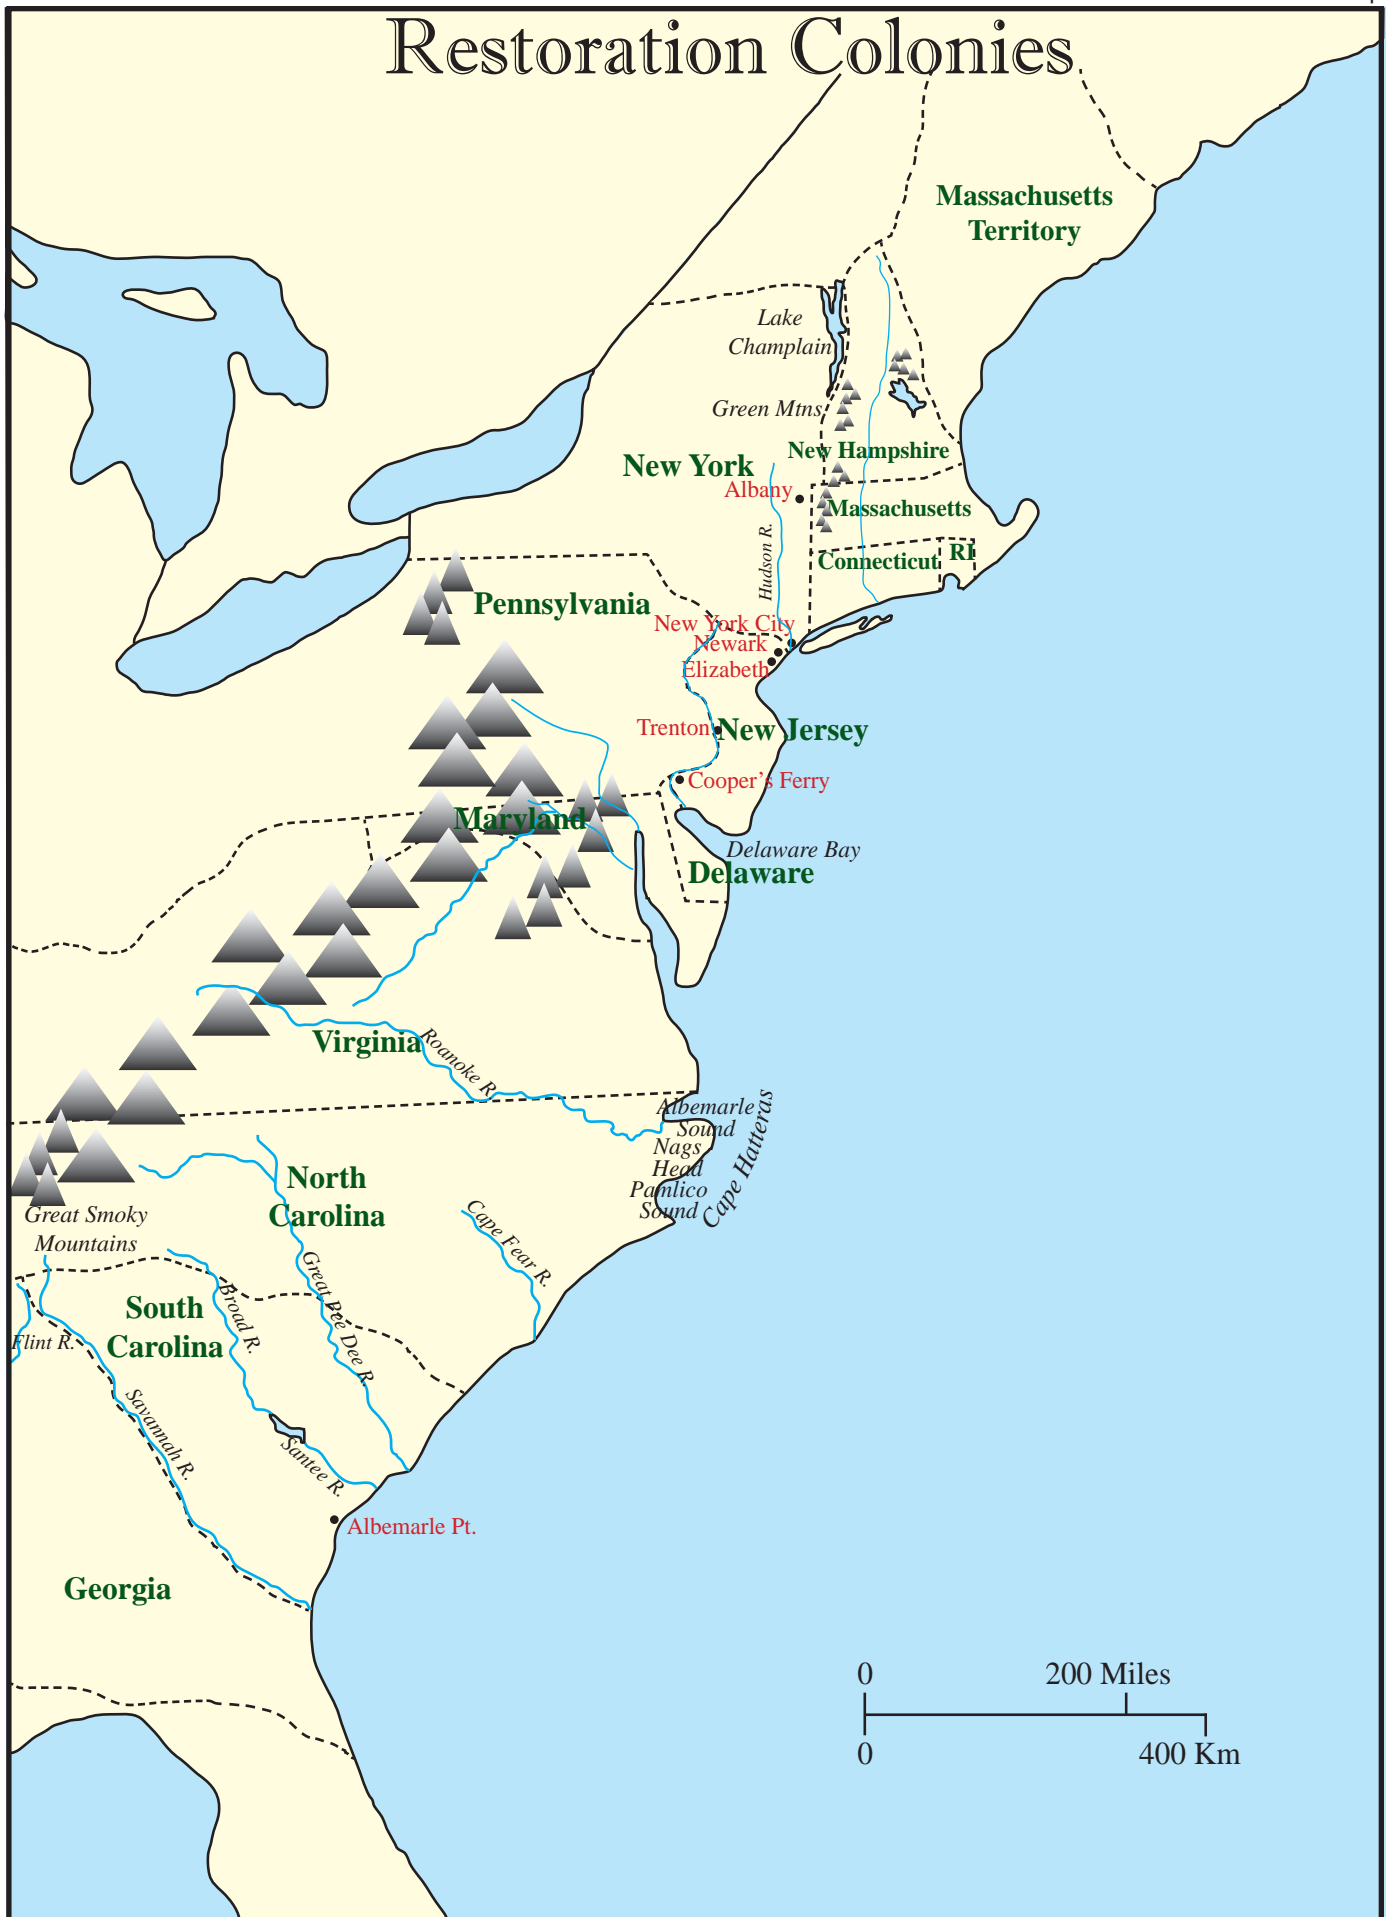 Restoration Colonies
Massachusetts
Territory
Lake
Champlain
Green Mtns.
New Hampshire
New York
Albany
Massachusetts
Hudson R.
Connecticut
RI
Pennsylvania
New York City
Newark
Elizabeth
Trenton
New Jersey
Cooper's Ferry
Maryland
Delaware Bay
Delaware
Virginia
Roanoke R.
Albemarle
Sound
Nags
Head
Pamlico
Sound
Cape Hatteras
North
Carolina
Great Smoky
Mountains
Cape Fear R.
Great Pee Dee R.
Broad R.
South
Carolina
Flint R.
Savannah R.
Santee R.
Albemarle Pt.
Georgia
0 200 Miles
0 400 Km